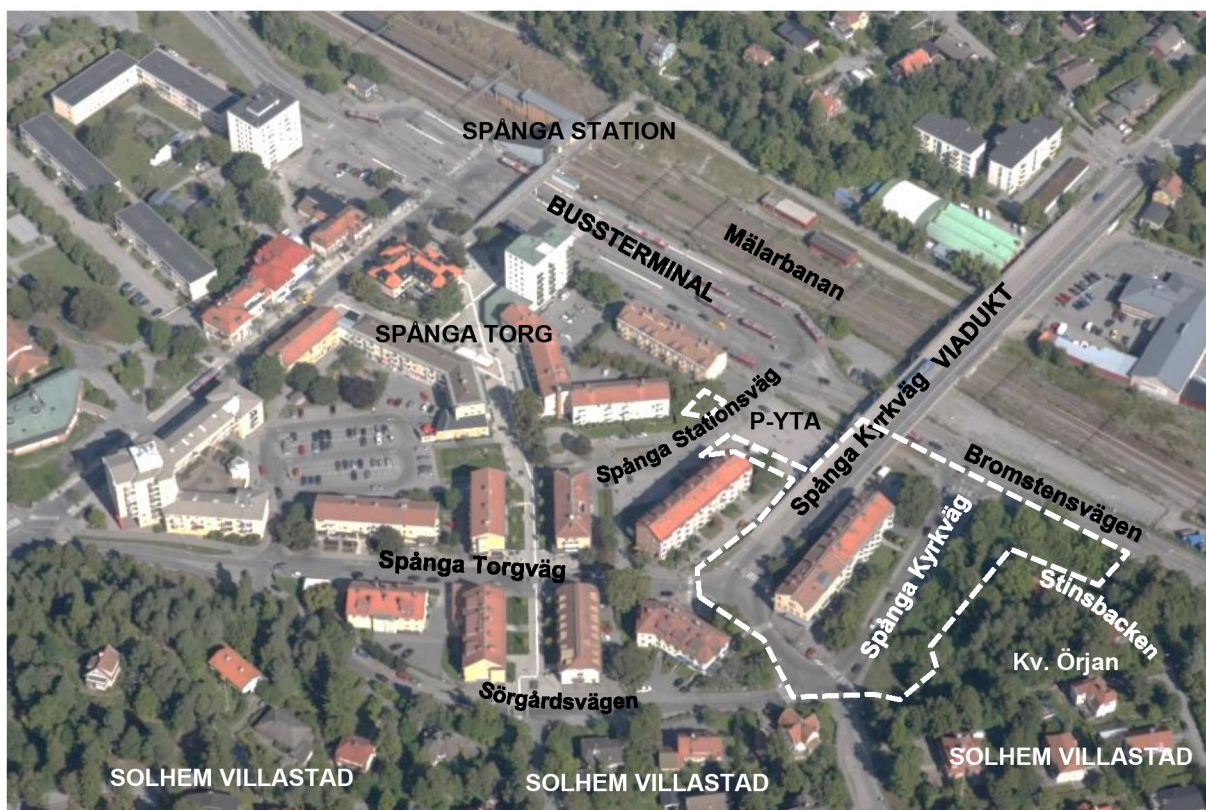 SPÅNGA STATION
BUSSTERMINAL
Mälarbanan
SPÅNGA TORG
Spånga Kyrkväg VIADUKT
P-YTA
Spånga Stationsväg
Bromstensvägen
Spånga Kyrkväg
Spånga Torgväg
Stinsbacken
Kv. Örjan
Sörgårdsvägen
SOLHEM VILLASTAD
SOLHEM VILLASTAD
SOLHEM VILLASTAD